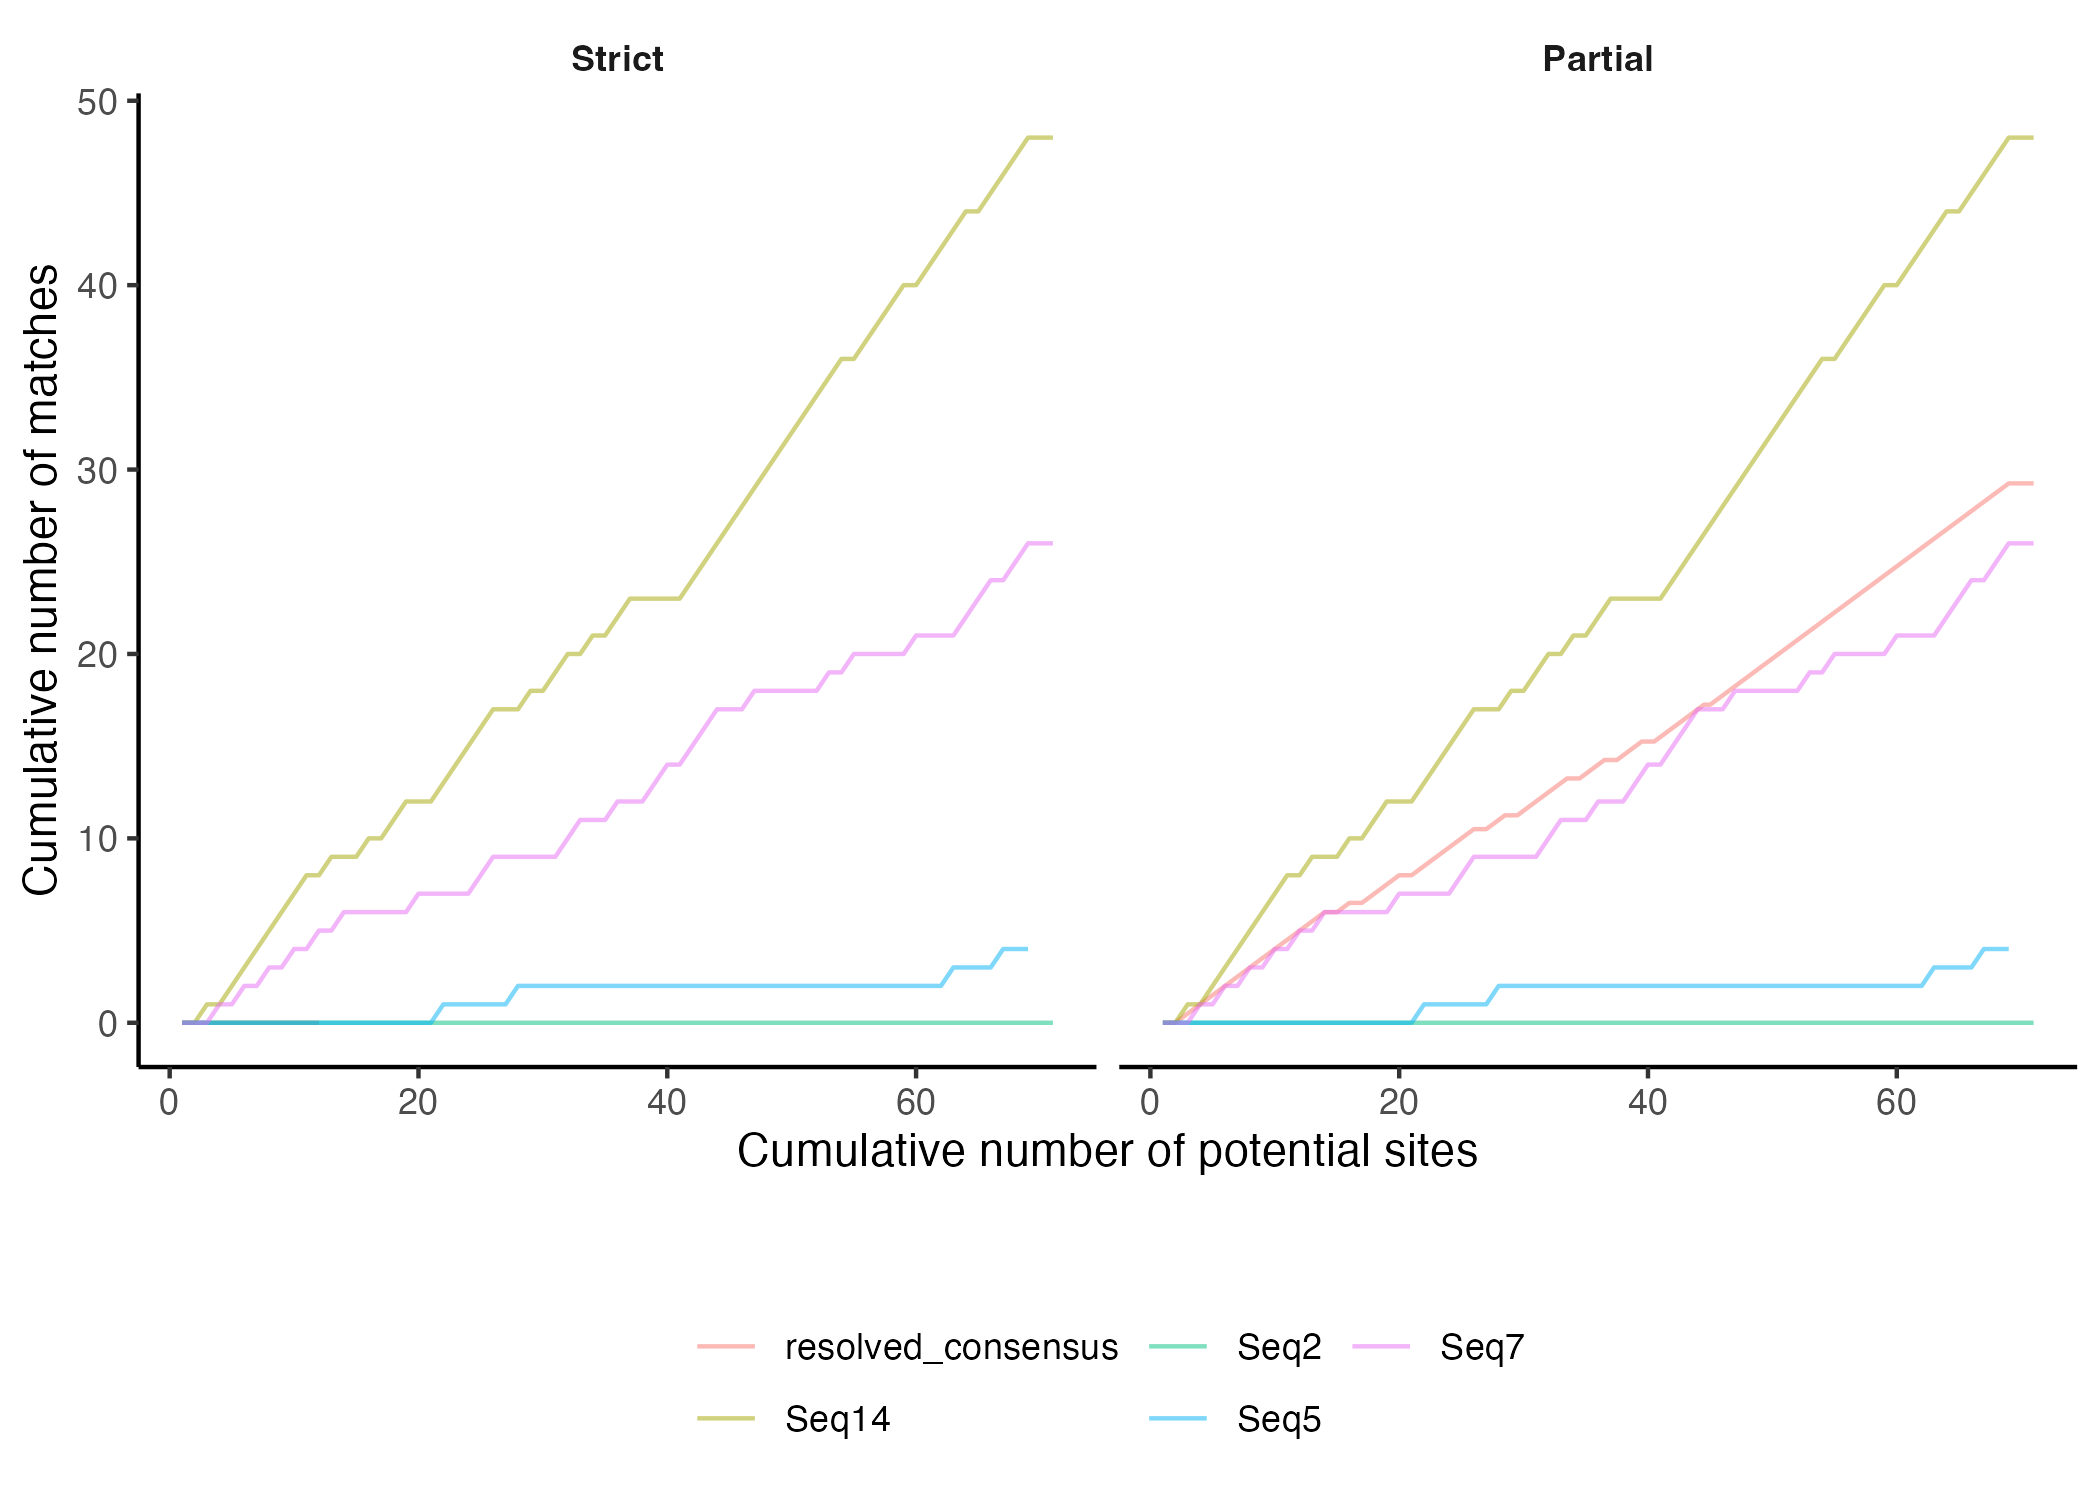 Strict
Partial
50
40
30
20
10
0
Cumulative number of matches
0 20 40 60
0 20 40 60
Cumulative number of potential sites
resolved_consensus Seq2 Seq7
Seq14 Seq5